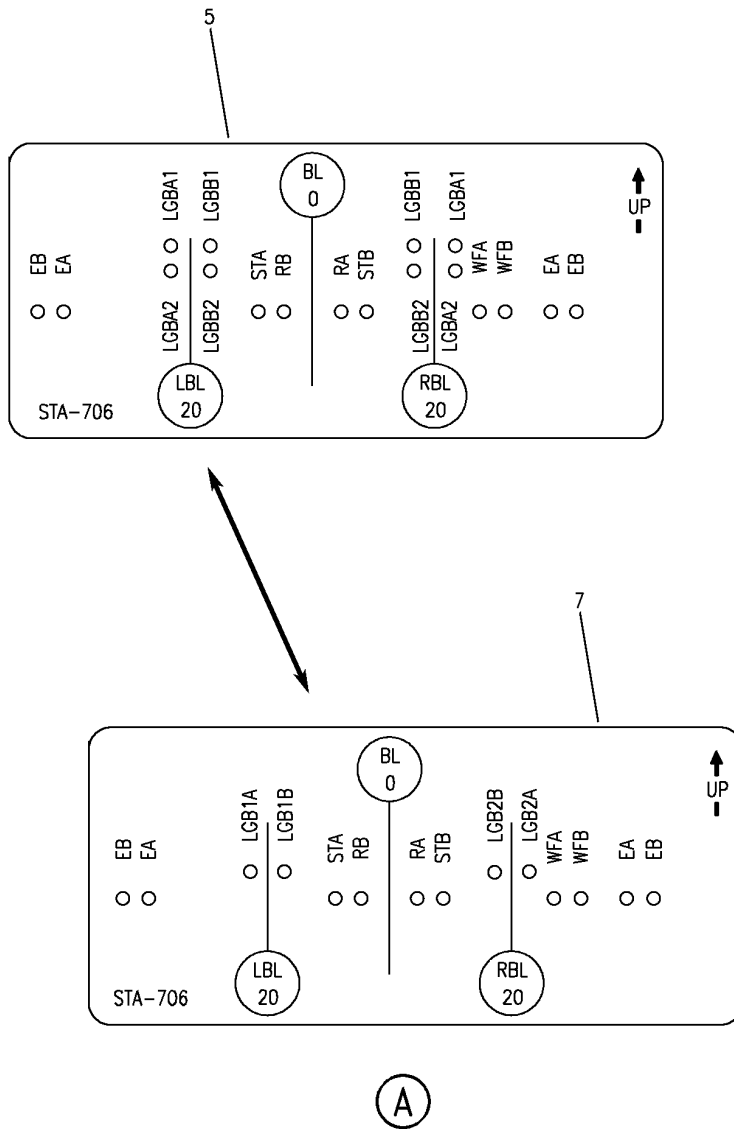 5
BL
0
UP
LGBA1 LGBB1 LGBB1 LGBA1
EB EA STA RB RA STB WFA WFB EA EB
LGBA2 LGBB2 LGBB2 LGBA2
LBL
20
RBL
20
STA-706
7
BL
0
UP
LGB1A LGB1B LGB2B LGB2A
EB EA STA RB RA STB WFA WFB EA EB
LBL
20
RBL
20
STA-706
A